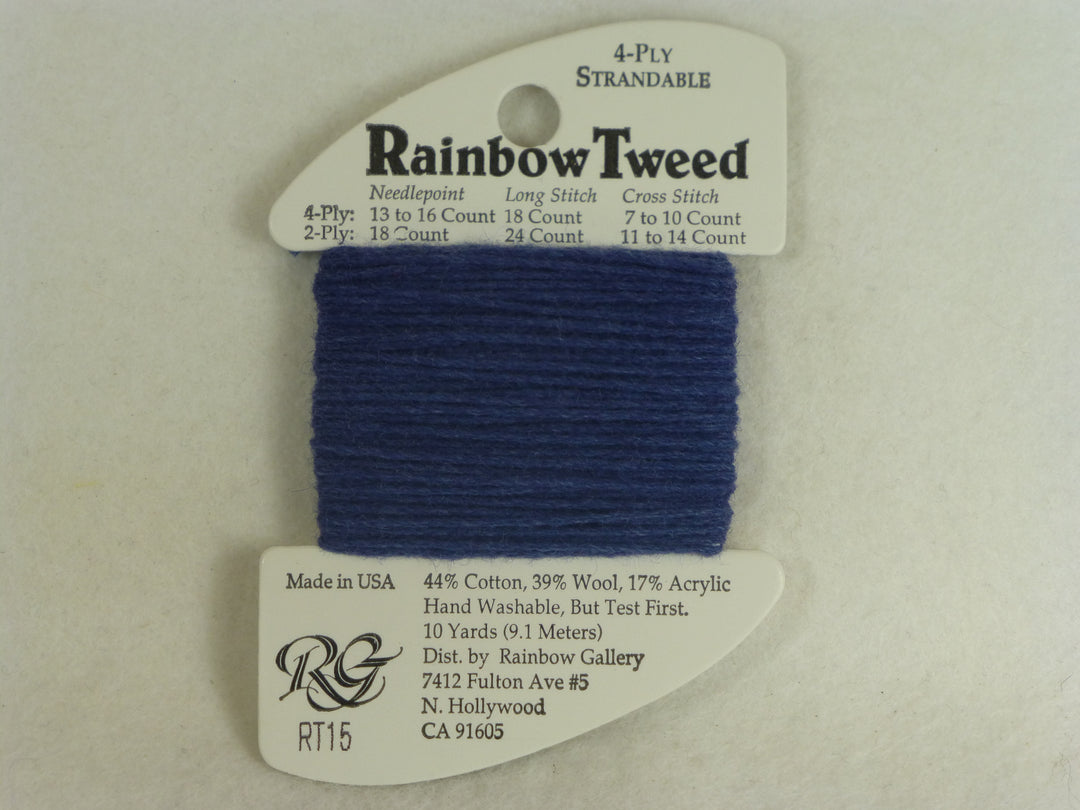 4-Ply
Strandable
Rainbow Tweed
Needlepoint Long Stitch Cross Stitch
4-Ply: 13 to 16 Count 18 Count 7 to 10 Count
2-Ply: 18 Count 24 Count 11 to 14 Count
Made in USA
44% Cotton, 39% Wool, 17% Acrylic
Hand Washable, But Test First.
10 Yards (9.1 Meters)
Dist. by Rainbow Gallery
7412 Fulton Ave #5
N. Hollywood
CA 91605
RG
RT15